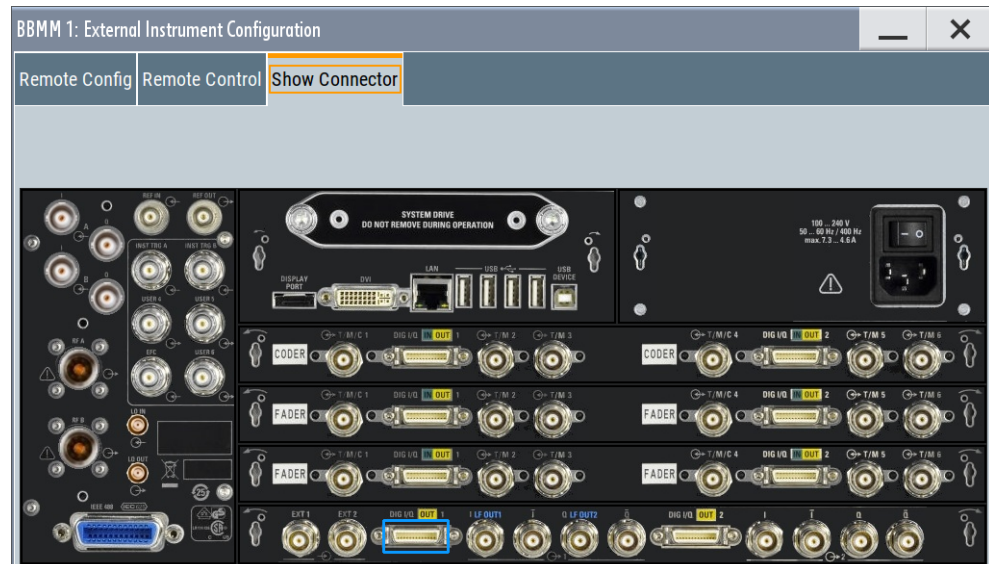 BBMM 1: External Instrument Configuration
Remote Config Remote Control Show Connector
I
REF IN REF OUT
Q
A
INST TRG A INST TRG B
I
B Q
USER 4 USER 5
RF A
EFC USER 6
RF B
LO IN
LO OUT
IEEE 488
SYSTEM DRIVE
DO NOT REMOVE DURING OPERATION
DISPLAY PORT
DVI
LAN
USB
USB DEVICE
100 ... 240 V
50 ... 60 Hz / 400 Hz
max. 7.3 ... 4.6 A
T/M/C 1 DIG I/Q IN OUT 1 T/M 2 T/M 3
CODER
T/M/C 4 DIG I/Q IN OUT 2 T/M 5 T/M 6
CODER
T/M/C 1 DIG I/Q IN OUT 1 T/M 2 T/M 3
FADER
T/M/C 4 DIG I/Q IN OUT 2 T/M 5 T/M 6
FADER
T/M/C 1 DIG I/Q IN OUT 1 T/M 2 T/M 3
FADER
T/M/C 4 DIG I/Q IN OUT 2 T/M 5 T/M 6
FADER
EXT 1 EXT 2 DIG I/Q OUT 1 I LF OUT1 Ī Q LF OUT2 Q̄ DIG I/Q OUT 2 I Ī Q Q̄
1
2